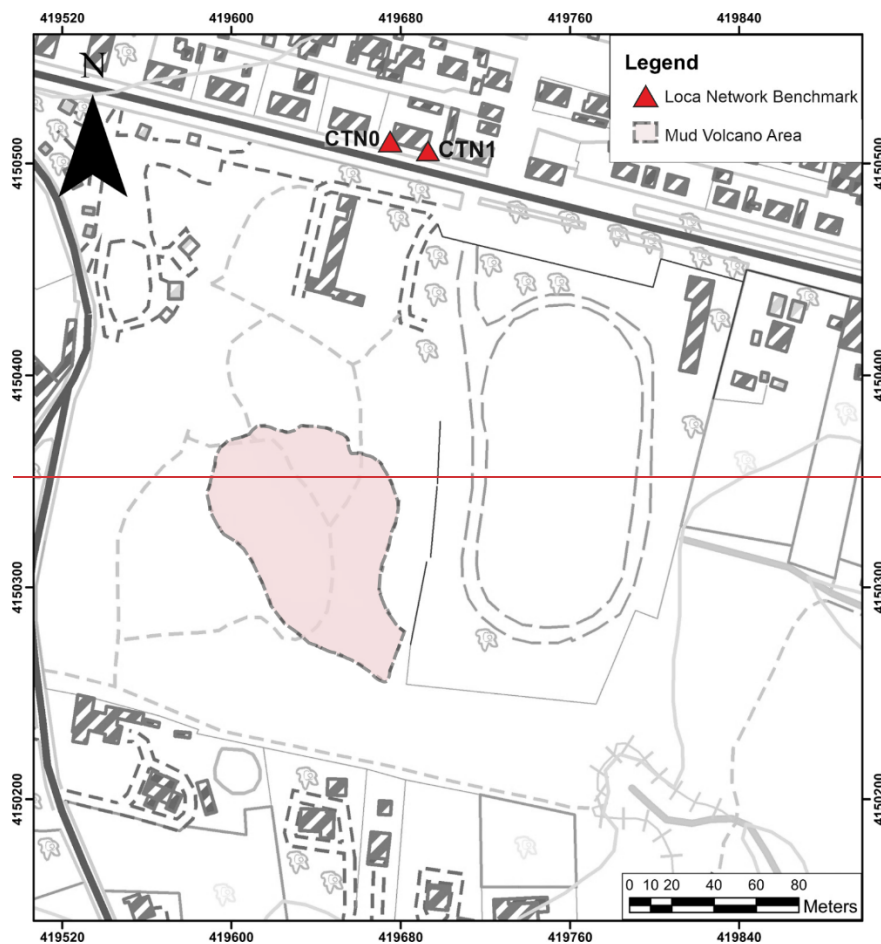 419520 419600 419680 419760 419840
N
Legend
Loca Network Benchmark
Mud Volcano Area
CTN0
CTN1
4150500
4150500
4150400
4150400
4150300
4150300
4150200
4150200
0 10 20 40 60 80
Meters
419520 419600 419680 419760 419840